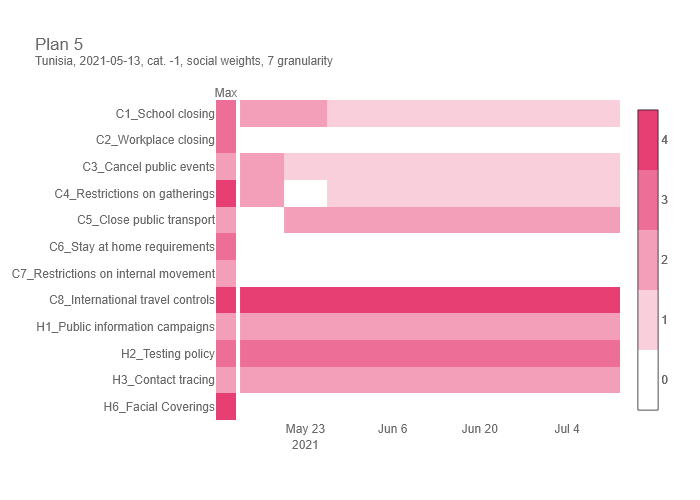 Plan 5
Tunisia, 2021-05-13, cat. -1, social weights, 7 granularity
Max
C1_School closing
C2_Workplace closing
C3_Cancel public events
C4_Restrictions on gatherings
C5_Close public transport
C6_Stay at home requirements
C7_Restrictions on internal movement
C8_International travel controls
H1_Public information campaigns
H2_Testing policy
H3_Contact tracing
H6_Facial Coverings
4
3
2
1
0
May 23
2021
Jun 6
Jun 20
Jul 4